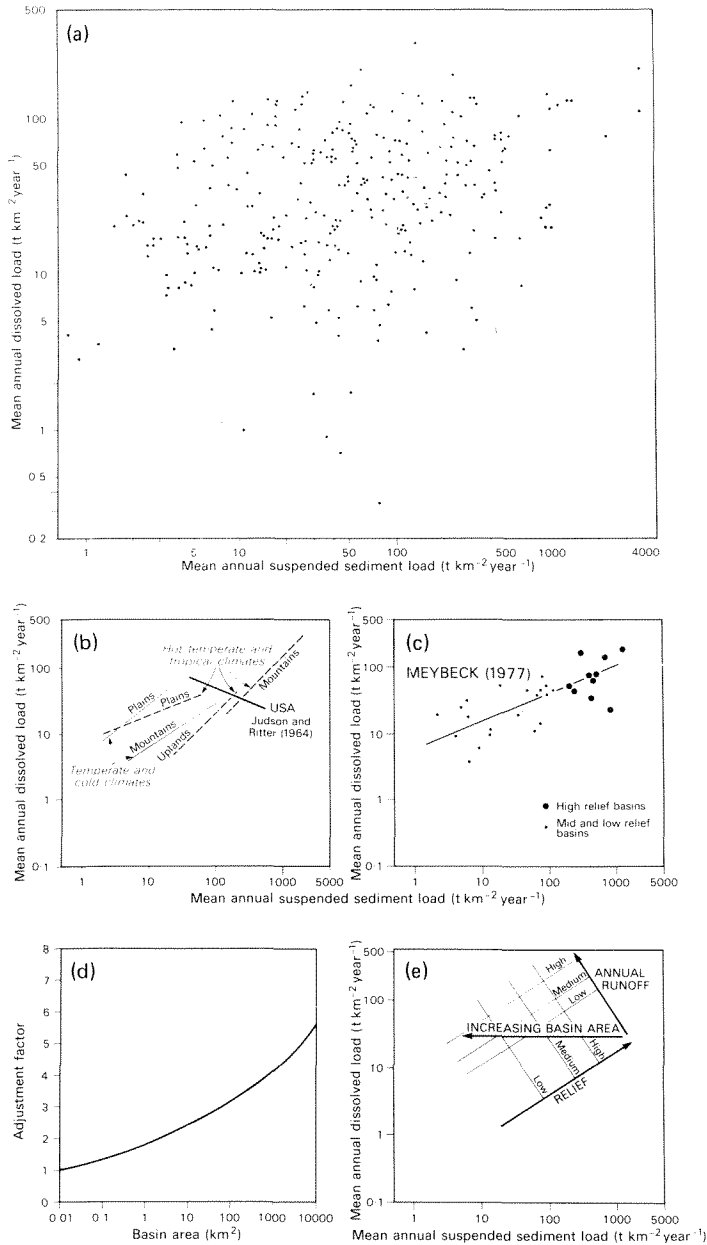 (a)
500
100
50
10
5
1
0 5
0 2
Mean annual dissolved load (t km⁻² year⁻¹)
1 5 10 50 100 500 1000 4000
Mean annual suspended sediment load (t km⁻² year⁻¹)
(b)
500
100
10
1
0·1
Mean annual dissolved load (t km⁻² year⁻¹)
Hot temperate and
tropical climates
Plains
Plains
Mountains
Mountains
Uplands
USA
Judson and
Ritter (1964)
Temperate and
cold climates
1 10 100 1000 5000
(c)
500
100
10
1
0·1
Mean annual dissolved load (t km⁻² year⁻¹)
MEYBECK (1977)
High relief basins
Mid and low relief
basins
1 10 100 1000 5000
Mean annual suspended sediment load (t km⁻² year⁻¹)
(d)
8
7
6
5
4
3
2
1
0
Adjustment factor
0 01 0 1 1 10 100 1000 10000
Basin area (km²)
(e)
500
100
10
1
0·1
Mean annual dissolved load (t km⁻² year⁻¹)
High
Medium
Low
ANNUAL
RUNOFF
INCREASING BASIN AREA
Low
Medium
High
RELIEF
1 10 100 1000 5000
Mean annual suspended sediment load (t km⁻² year⁻¹)